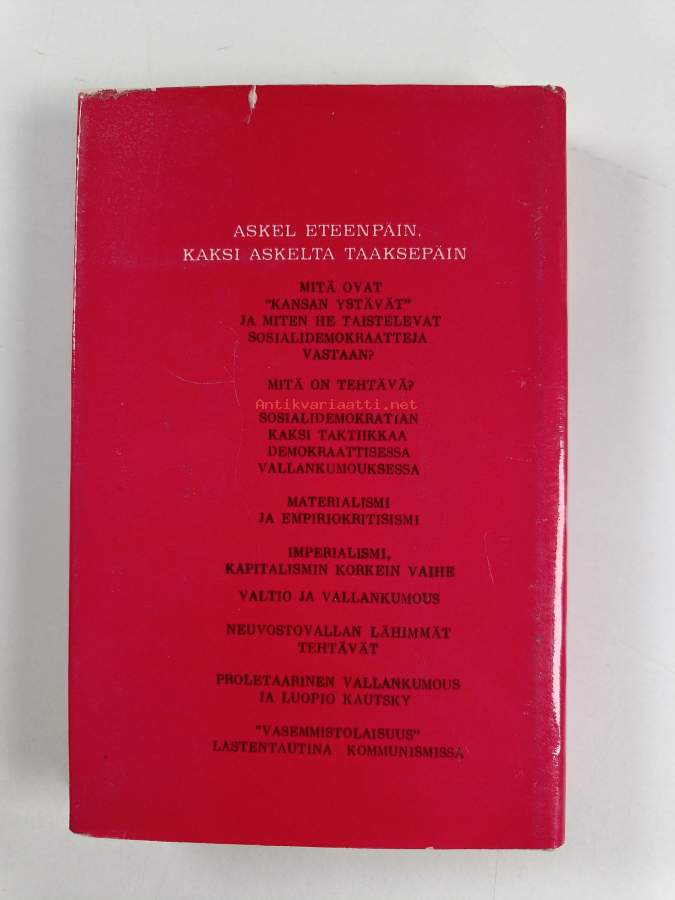 ASKEL ETEENPÄIN,
KAKSI ASKELTA TAAKSEPÄIN
MITÄ OVAT
"KANSAN YSTÄVÄT"
JA MITEN HE TAISTELEVAT
SOSIALIDEMOKRAATTEJA
VASTAAN?
MITÄ ON TEHTÄVÄ?
Antikvariaatti.net
SOSIALIDEMOKRATIAN
KAKSI TAKTIIKKAA
DEMOKRAATTISESSA
VALLANKUMOUKSESSA
MATERIALISMI
JA EMPIRIOKRITISISMI
IMPERIALISMI,
KAPITALISMIN KORKEIN VAIHE
VALTIO JA VALLANKUMOUS
NEUVOSTOVALLAN LÄHIMMÄT
TEHTÄVÄT
PROLETAARINEN VALLANKUMOUS
JA LUOPIO KAUTSKY
"VASEMMISTOLAISUUS"
LASTENTAUTINA KOMMUNISMISSA